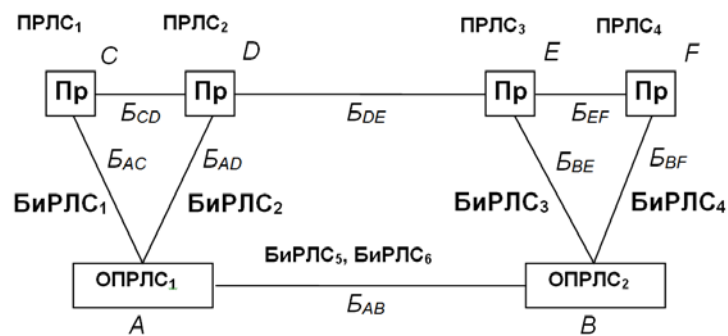 ПРЛС₁ ПРЛС₂ ПРЛС₃ ПРЛС₄
C D E F
Пр Пр Пр Пр
Б_CD Б_DE Б_EF
Б_AC Б_AD Б_BE Б_BF
БиРЛС₁ БиРЛС₂ БиРЛС₃ БиРЛС₄
БиРЛС₅, БиРЛС₆
ОПРЛС₁ ОПРЛС₂
Б_AB
A B